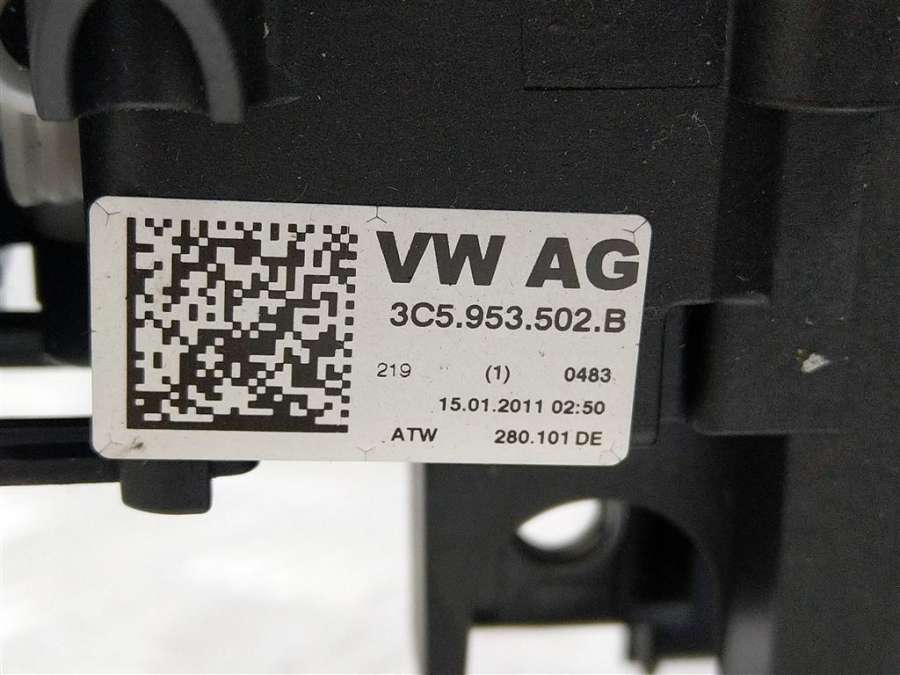 VW AG
3C5.953.502.B
219 (1) 0483
15.01.2011 02:50
ATW 280.101 DE